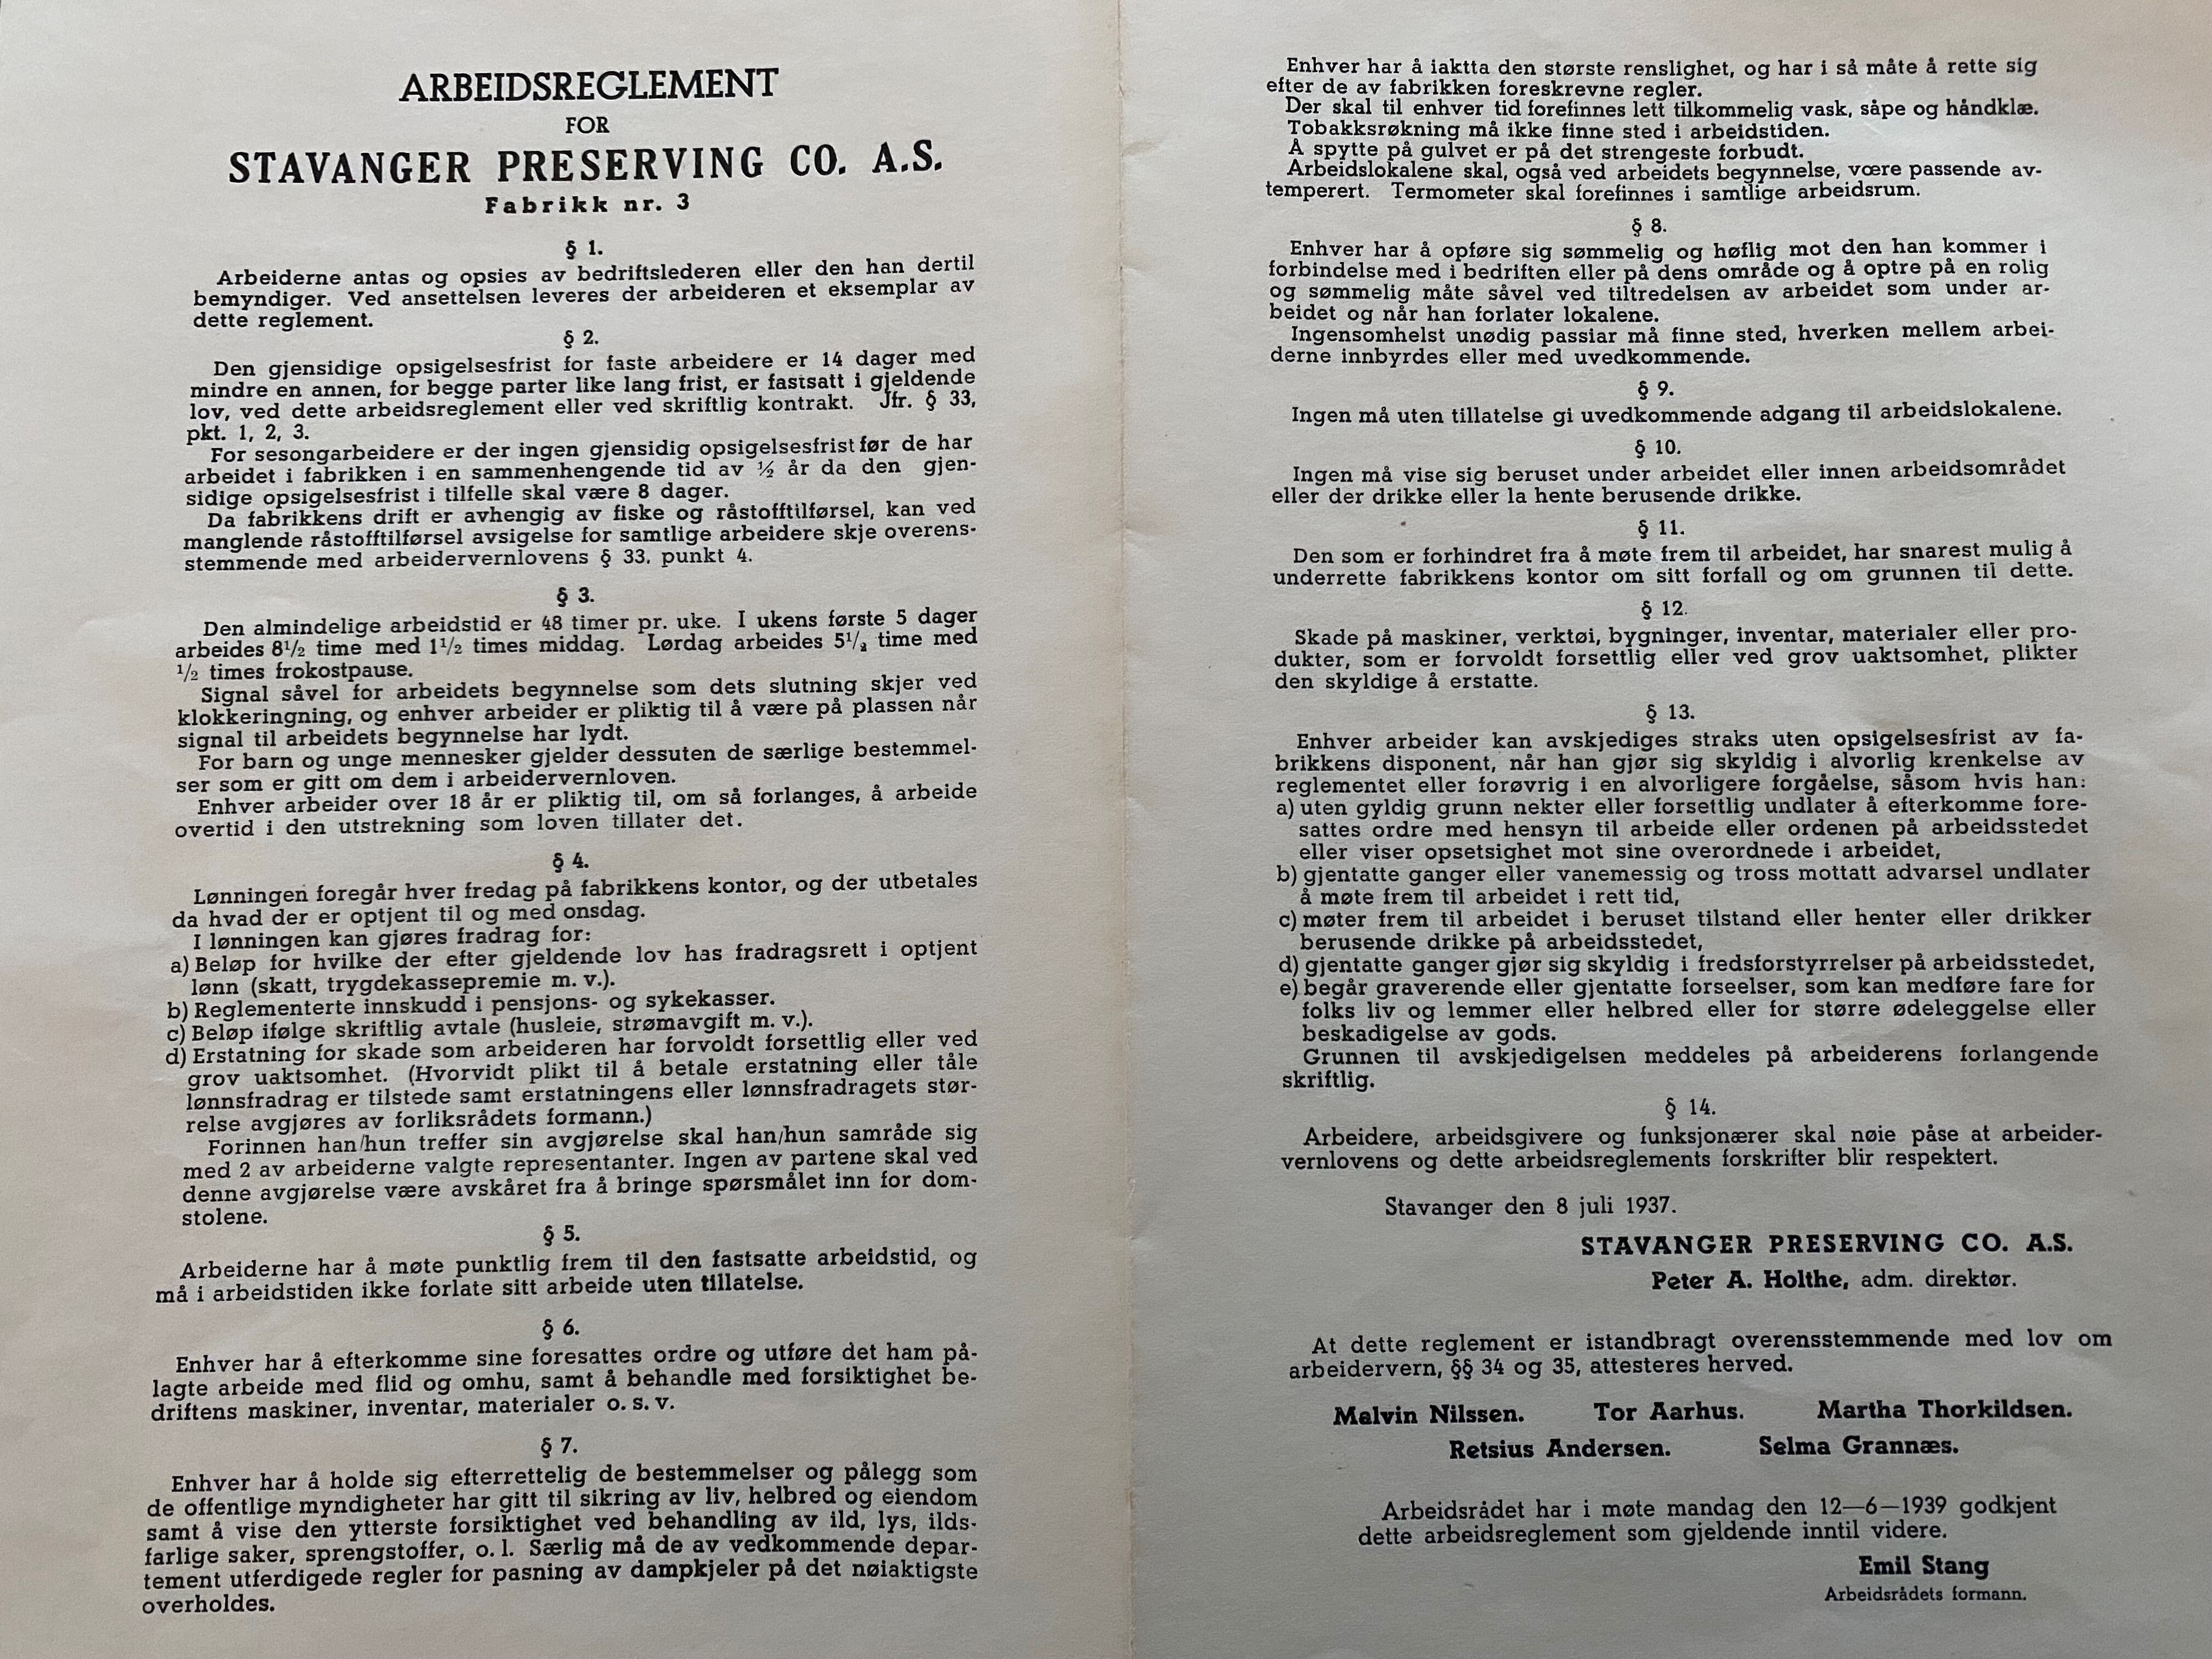 ARBEIDSREGLEMENT
FOR
STAVANGER PRESERVING CO. A.S.
Fabrikk nr. 3
§ 1.
Arbeiderne antas og opsies av bedriftslederen eller den han dertil
bemyndiger. Ved ansettelsen leveres der arbeideren et eksemplar av
dette reglement.
§ 2.
Den gjensidige opsigelsesfrist for faste arbeidere er 14 dager med
mindre en annen, for begge parter like lang frist, er fastsatt i gjeldende
lov, ved dette arbeidsreglement eller ved skriftlig kontrakt. Jfr. § 33,
pkt. 1, 2, 3.
For sesongarbeidere er der ingen gjensidig opsigelsesfrist før de har
arbeidet i fabrikken i en sammenhengende tid av ½ år da den gjen-
sidige opsigelsesfrist i tilfelle skal være 8 dager.
Da fabrikkens drift er avhengig av fiske og råstofftilførsel, kan ved
manglende råstofftilførsel avsigelse for samtlige arbeidere skje overens-
stemmende med arbeidervernlovens § 33, punkt 4.
§ 3.
Den almindelige arbeidstid er 48 timer pr. uke. I ukens første 5 dager
arbeides 8½ time med 1½ times middag. Lørdag arbeides 5½ time med
½ times frokostpause.
Signal såvel for arbeidets begynnelse som dets slutning skjer ved
klokkeringning, og enhver arbeider er pliktig til å være på plassen når
signal til arbeidets begynnelse har lydt.
For barn og unge mennesker gjelder dessuten de særlige bestemmel-
ser som er gitt om dem i arbeidervernloven.
Enhver arbeider over 18 år er pliktig til, om så forlanges, å arbeide
overtid i den utstrekning som loven tillater det.
§ 4.
Lønningen foregår hver fredag på fabrikkens kontor, og der utbetales
da hvad der er optjent til og med onsdag.
I lønningen kan gjøres fradrag for:
a) Beløp for hvilke der efter gjeldende lov has fradragsrett i optjent
lønn (skatt, trygdekassepremie m. v.).
b) Reglementerte innskudd i pensjons- og sykekasser.
c) Beløp ifølge skriftlig avtale (husleie, strømavgift m. v.).
d) Erstatning for skade som arbeideren har forvoldt forsettlig eller ved
grov uaktsomhet. (Hvorvidt plikt til å betale erstatning eller tåle
lønnsfradrag er tilstede samt erstatningens eller lønnsfradragets stør-
relse avgjøres av forliksrådets formann.)
Forinnen han/hun treffer sin avgjørelse skal han/hun samråde sig
med 2 av arbeiderne valgte representanter. Ingen av partene skal ved
denne avgjørelse være avskåret fra å bringe spørsmålet inn for dom-
stolene.
§ 5.
Arbeiderne har å møte punktlig frem til den fastsatte arbeidstid, og
må i arbeidstiden ikke forlate sitt arbeide uten tillatelse.
§ 6.
Enhver har å efterkomme sine foresattes ordre og utføre det ham på-
lagte arbeide med flid og omhu, samt å behandle med forsiktighet be-
driftens maskiner, inventar, materialer o. s. v.
§ 7.
Enhver har å holde sig efterrettelig de bestemmelser og pålegg som
de offentlige myndigheter har gitt til sikring av liv, helbred og eiendom
samt å vise den ytterste forsiktighet ved behandling av ild, lys, ilds-
farlige saker, sprengstoffer, o. l. Særlig må de av vedkommende depar-
tement utferdigede regler for pasning av dampkjeler på det nøiaktigste
overholdes.
Enhver har å iaktta den største renslighet, og har i så måte å rette sig
efter de av fabrikken foreskrevne regler.
Der skal til enhver tid forefinnes lett tilkommelig vask, såpe og håndklæ.
Tobakksrøkning må ikke finne sted i arbeidstiden.
Å spytte på gulvet er på det strengeste forbudt.
Arbeidslokalene skal, også ved arbeidets begynnelse, være passende av-
temperert. Termometer skal forefinnes i samtlige arbeidsrum.
§ 8.
Enhver har å opføre sig sømmelig og høflig mot den han kommer i
forbindelse med i bedriften eller på dens område og å optre på en rolig
og sømmelig måte såvel ved tiltredelsen av arbeidet som under ar-
beidet og når han forlater lokalene.
Ingensomhelst unødig passiar må finne sted, hverken mellem arbei-
derne innbyrdes eller med uvedkommende.
§ 9.
Ingen må uten tillatelse gi uvedkommende adgang til arbeidslokalene.
§ 10.
Ingen må vise sig beruset under arbeidet eller innen arbeidsområdet
eller der drikke eller la hente berusende drikke.
§ 11.
Den som er forhindret fra å møte frem til arbeidet, har snarest mulig å
underrette fabrikkens kontor om sitt forfall og om grunnen til dette.
§ 12.
Skade på maskiner, verktøi, bygninger, inventar, materialer eller pro-
dukter, som er forvoldt forsettlig eller ved grov uaktsomhet, plikter
den skyldige å erstatte.
§ 13.
Enhver arbeider kan avskjediges straks uten opsigelsesfrist av fa-
brikkens disponent, når han gjør sig skyldig i alvorlig krenkelse av
reglementet eller forøvrig i en alvorligere forgåelse, såsom hvis han:
a) uten gyldig grunn nekter eller forsettlig undlater å efterkomme fore-
sattes ordre med hensyn til arbeide eller ordenen på arbeidsstedet
eller viser opsetsighet mot sine overordnede i arbeidet,
b) gjentatte ganger eller vanemessig og tross mottatt advarsel undlater
å møte frem til arbeidet i rett tid,
c) møter frem til arbeidet i beruset tilstand eller henter eller drikker
berusende drikke på arbeidsstedet,
d) gjentatte ganger gjør sig skyldig i fredsforstyrrelser på arbeidsstedet,
e) begår graverende eller gjentatte forseelser, som kan medføre fare for
folks liv og lemmer eller helbred eller for større ødeleggelse eller
beskadigelse av gods.
Grunnen til avskjedigelsen meddeles på arbeiderens forlangende
skriftlig.
§ 14.
Arbeidere, arbeidsgivere og funksjonærer skal nøie påse at arbeider-
vernlovens og dette arbeidsreglements forskrifter blir respektert.
Stavanger den 8 juli 1937.
STAVANGER PRESERVING CO. A.S.
Peter A. Holthe, adm. direktør.
At dette reglement er istandbragt overensstemmende med lov om
arbeidervern, §§ 34 og 35, attesteres herved.
Malvin Nilssen. Tor Aarhus. Martha Thorkildsen.
Retsius Andersen. Selma Grannæs.
Arbeidsrådet har i møte mandag den 12—6—1939 godkjent
dette arbeidsreglement som gjeldende inntil videre.
Emil Stang
Arbeidsrådets formann.